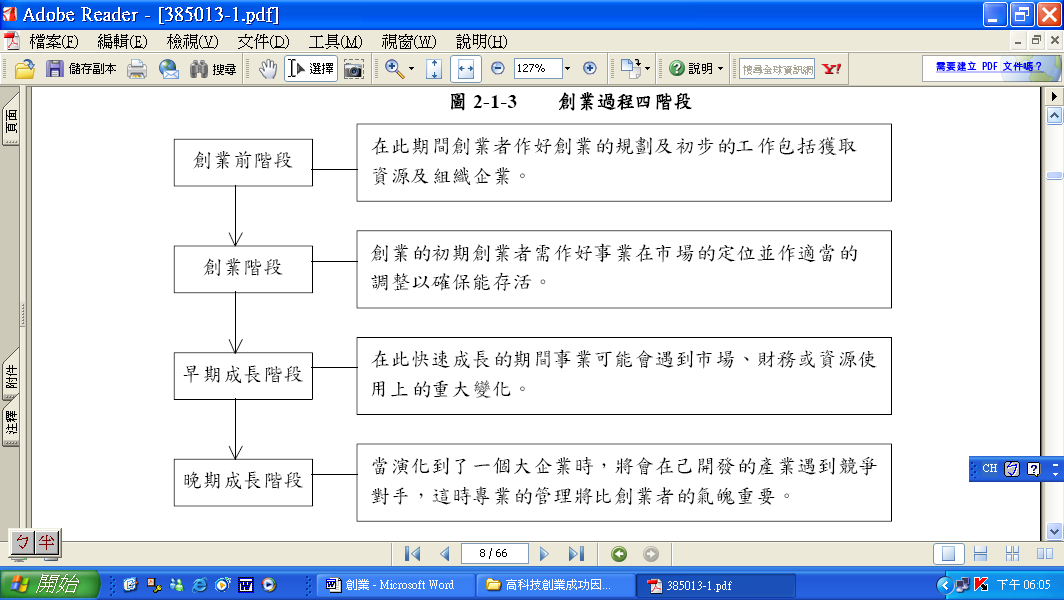 Adobe Reader - [385013-1.pdf]
檔案(F) 編輯(E) 檢視(V) 文件(D) 工具(M) 視窗(W) 說明(H)
儲存副本 搜尋 選擇 127% 說明 搜尋全球資訊網 Y! 需要建立 PDF 文件嗎?
頁面
圖 2-1-3 創業過程四階段
創業前階段
在此期間創業者作好創業的規劃及初步的工作包括獲取
資源及組織企業。
創業階段
創業的初期創業者需作好事業在市場的定位並作適當的
調整以確保能存活。
早期成長階段
在此快速成長的期間事業可能會遇到市場、財務或資源使
用上的重大變化。
附件
注釋
晚期成長階段
當演化到了一個大企業時，將會在已開發的產業遇到競爭
對手，這時專業的管理將比創業者的氣魄重要。
CH
ㄅ 半
8 / 66
開始 創業 - Microsoft Word 高科技創業成功因... 385013-1.pdf 下午 06:05